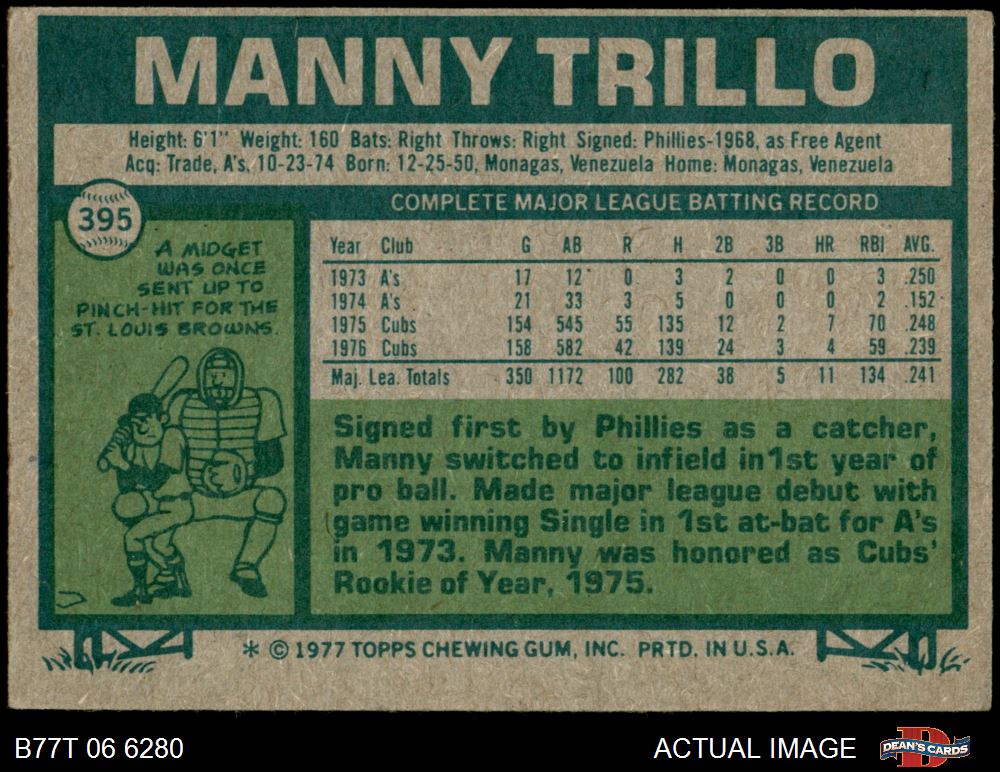 MANNY TRILLO
Height: 6'1" Weight: 160 Bats: Right Throws: Right Signed: Phillies-1968, as Free Agent
Acq: Trade, A's, 10-23-74 Born: 12-25-50, Monagas, Venezuela Home: Monagas, Venezuela
395
A MIDGET
WAS ONCE
SENT UP TO
PINCH-HIT FOR THE
ST. LOUIS BROWNS.
COMPLETE MAJOR LEAGUE BATTING RECORD
Year Club G AB R H 2B 3B HR RBI AVG.
1973 A's 17 12 0 3 2 0 0 3 .250
1974 A's 21 33 3 5 0 0 0 2 .152
1975 Cubs 154 545 55 135 12 2 7 70 .248
1976 Cubs 158 582 42 139 24 3 4 59 .239
Maj. Lea. Totals 350 1172 100 282 38 5 11 134 .241
Signed first by Phillies as a catcher,
Manny switched to infield in 1st year of
pro ball. Made major league debut with
game winning Single in 1st at-bat for A's
in 1973. Manny was honored as Cubs'
Rookie of Year, 1975.
* © 1977 TOPPS CHEWING GUM, INC. PRTD. IN U.S.A.
B77T 06 6280
ACTUAL IMAGE
D
DEAN'S CARDS